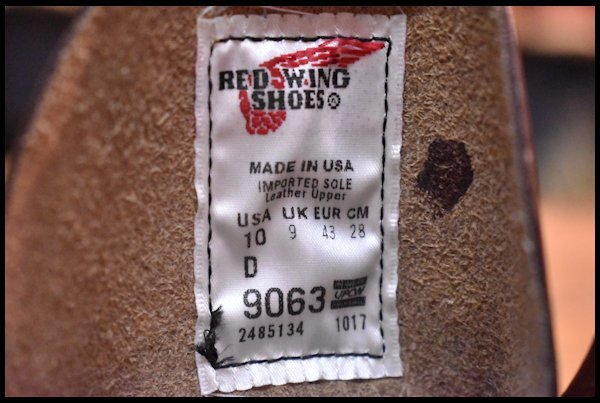 RED WING
SHOES®
MADE IN USA
IMPORTED SOLE
Leather Upper
USA UK EUR CM
10 9 43 28
D
9063 UFCW
2485134 1017